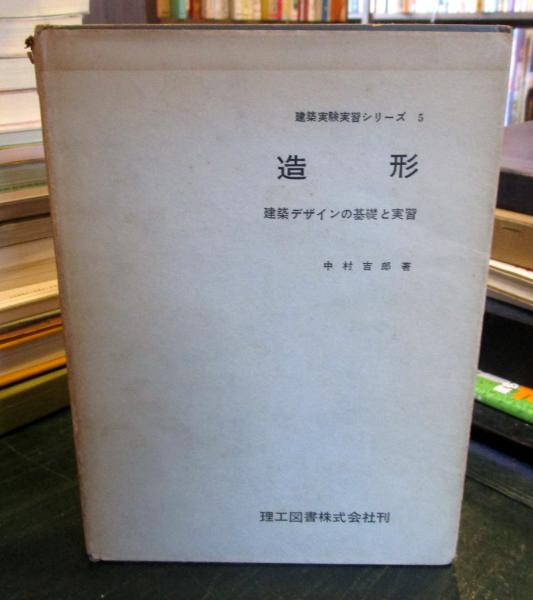 建築実験実習シリーズ 5
造 形
建築デザインの基礎と実習
中村吉郎 著
理工図書株式会社刊